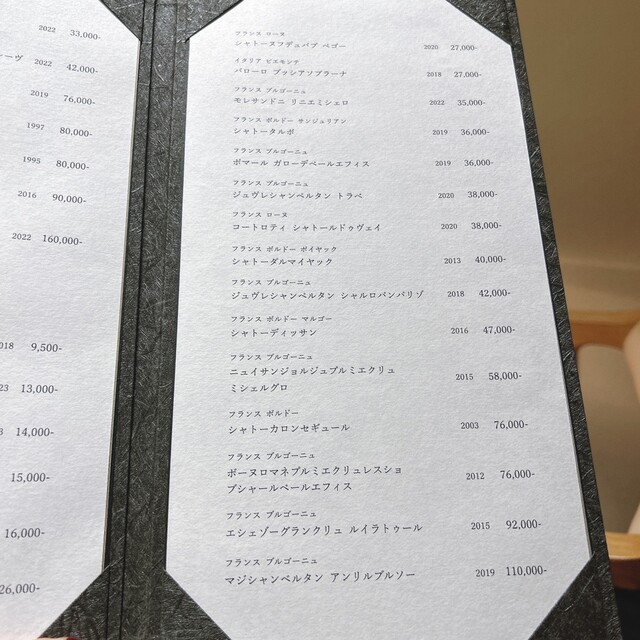 2022 33,000-
ーヴ 2022 42,000-
2019 76,000-
1997 80,000-
1995 80,000-
2016 90,000-
2022 160,000-
018 9,500-
23 13,000-
3 14,000-
15,000-
16,000-
26,000-
フランス ローヌ
シャトーヌフデュパプ ペゴー 2020 27,000-
イタリア ピエモンテ
バローロ ブッシアソプラーナ 2018 27,000-
フランス ブルゴーニュ
モレサンドニ リニエミシェロ 2022 35,000-
フランス ボルドー サンジュリアン
シャトータルボ 2019 36,000-
フランス ブルゴーニュ
ポマール ガローデペールエフィス 2019 36,000-
フランス ブルゴーニュ
ジュヴレシャンベルタン トラペ 2020 38,000-
フランス ローヌ
コートロティ シャトールドゥヴェイ 2020 38,000-
フランス ボルドー ポイヤック
シャトーダルマイヤック 2013 40,000-
フランス ブルゴーニュ
ジュヴレシャンベルタン シャルロパンパリゾ 2018 42,000-
フランス ボルドー マルゴー
シャトーディッサン 2016 47,000-
フランス ブルゴーニュ
ニュイサンジョルジュプルミエクリュ
ミシェルグロ 2015 58,000-
フランス ボルドー
シャトーカロンセギュール 2003 76,000-
フランス ブルゴーニュ
ボーヌロマネプルミエクリュレスショ
プシャールペールエフィス 2012 76,000-
フランス ブルゴーニュ
エシェゾーグランクリュ ルイラトゥール 2015 92,000-
フランス ブルゴーニュ
マジシャンベルタン アンリルブルソー 2019 110,000-